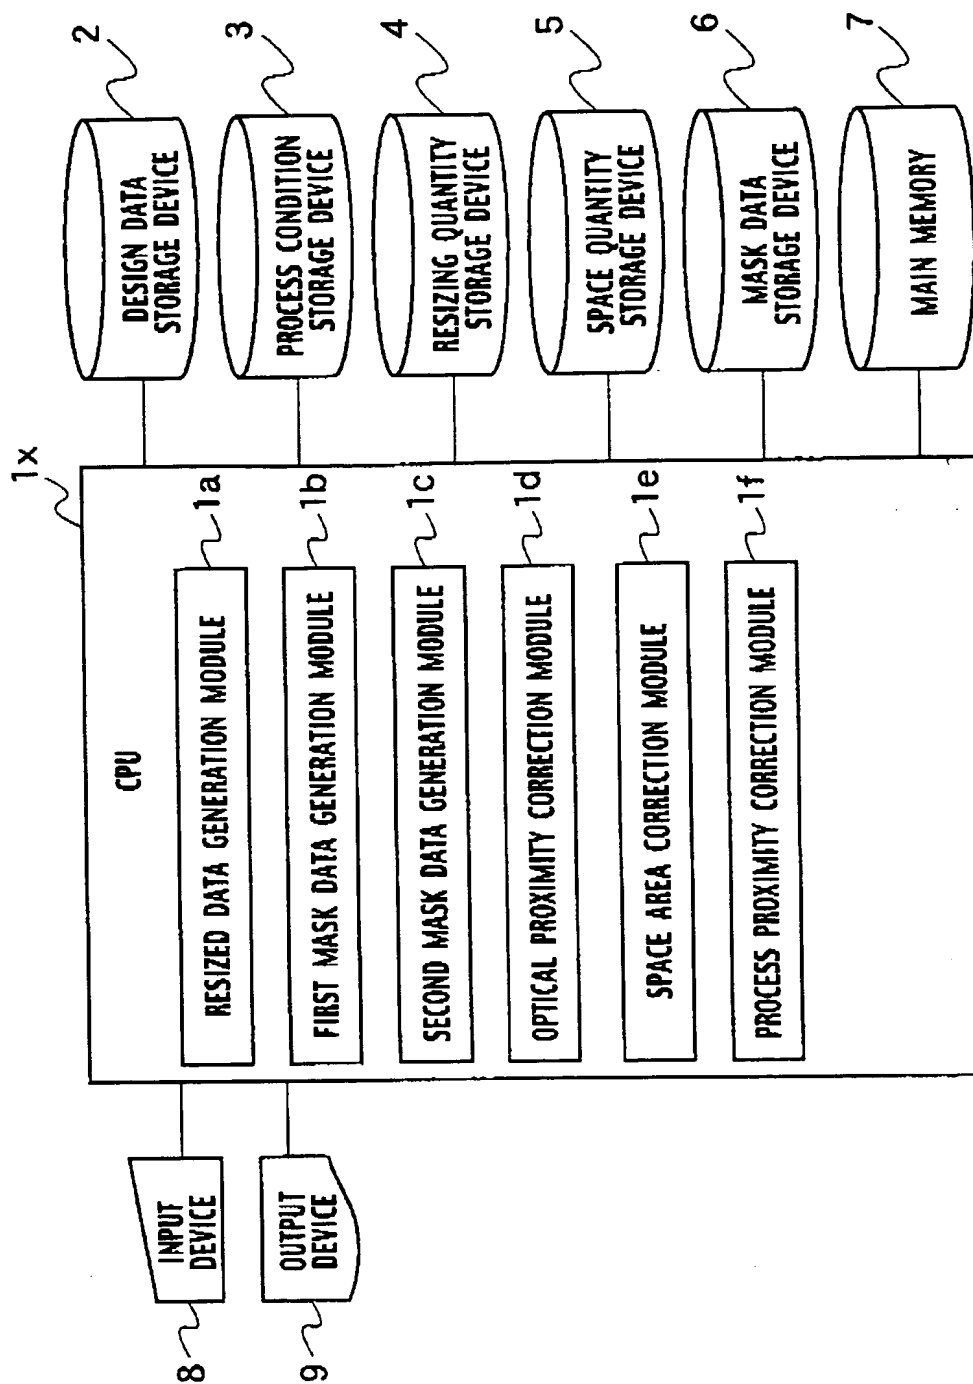 1x
CPU
RESIZED DATA GENERATION MODULE
1a
FIRST MASK DATA GENERATION MODULE
1b
SECOND MASK DATA GENERATION MODULE
1c
OPTICAL PROXIMITY CORRECTION MODULE
1d
SPACE AREA CORRECTION MODULE
1e
PROCESS PROXIMITY CORRECTION MODULE
1f
INPUT
DEVICE
8
OUTPUT
DEVICE
9
DESIGN DATA
STORAGE DEVICE
2
PROCESS CONDITION
STORAGE DEVICE
3
RESIZING QUANTITY
STORAGE DEVICE
4
SPACE QUANTITY
STORAGE DEVICE
5
MASK DATA
STORAGE DEVICE
6
MAIN MEMORY
7